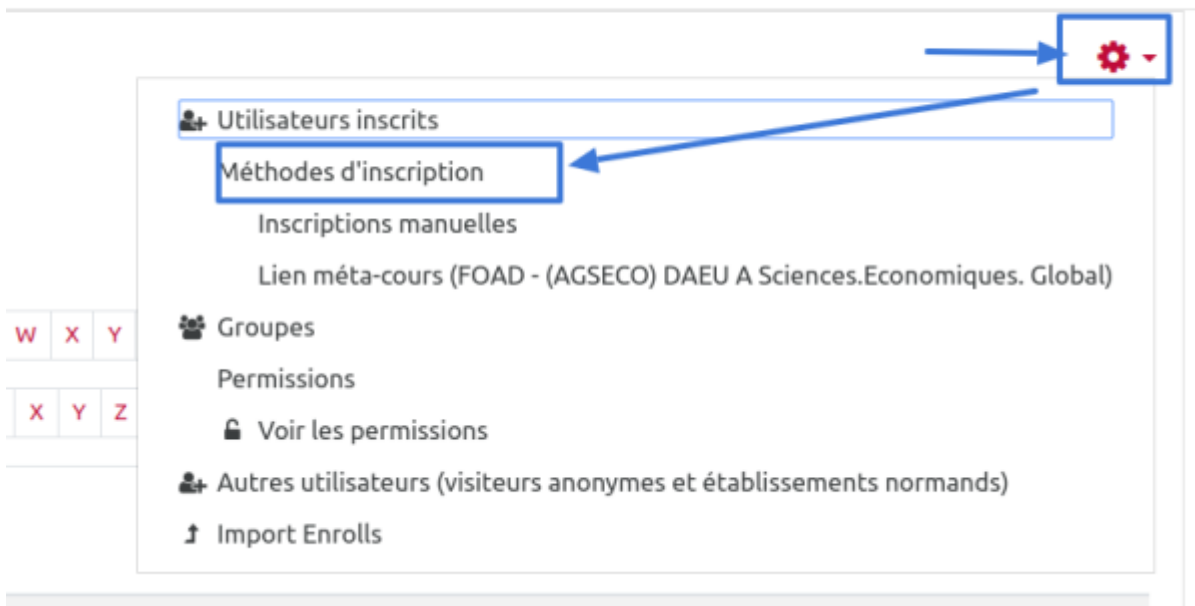 Utilisateurs inscrits
Méthodes d'inscription
Inscriptions manuelles
Lien méta-cours (FOAD - (AGSECO) DAEU A Sciences.Economiques. Global)
W X Y
Groupes
Permissions
X Y Z
Voir les permissions
Autres utilisateurs (visiteurs anonymes et établissements normands)
Import Enrolls